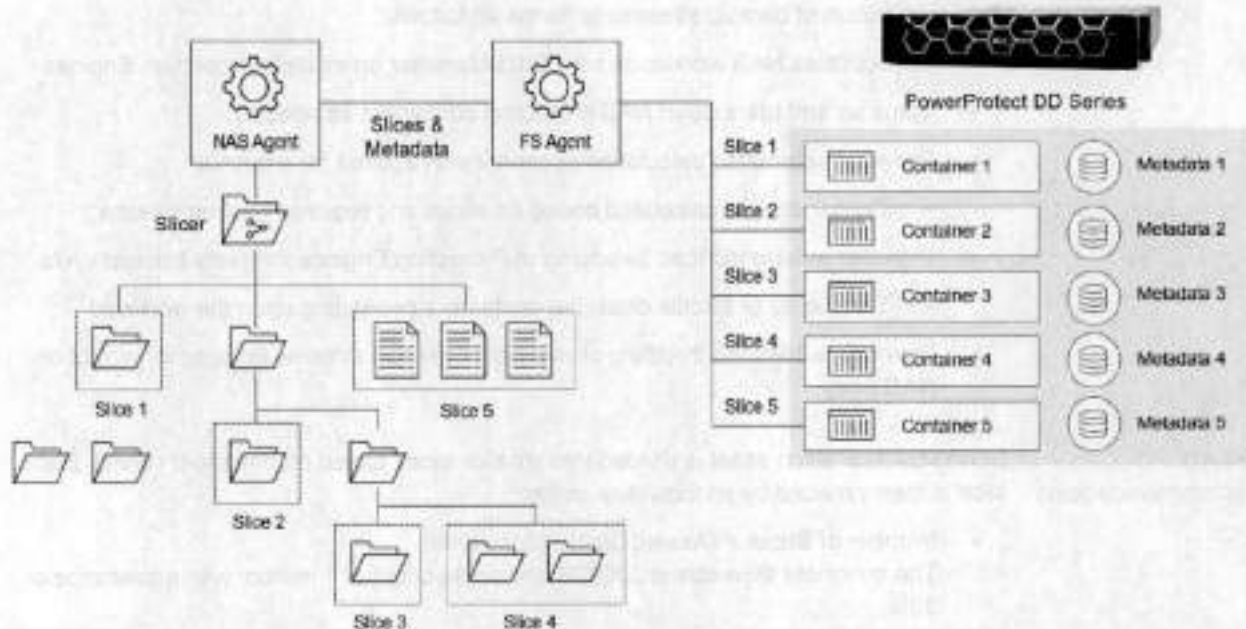 PowerProtect DD Series
NAS Agent
Slices &
Metadata
FS Agent
Slice 1
Container 1
Metadata 1
Slicer
Slice 2
Container 2
Metadata 2
Slice 3
Container 3
Metadata 3
Slice 4
Container 4
Metadata 4
Slice 1
Slice 5
Slice 5
Container 5
Metadata 5
Slice 2
Slice 3
Slice 4